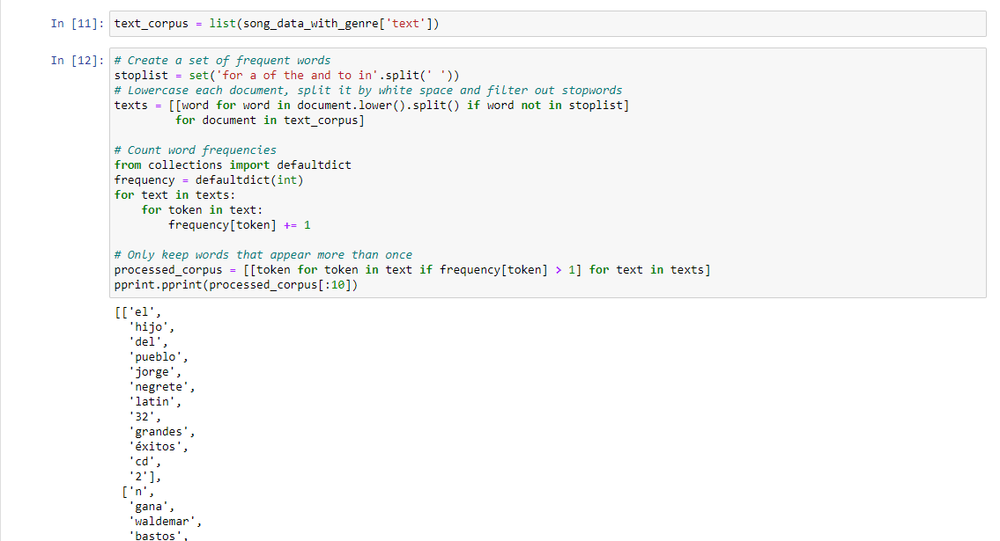 In [11]: text_corpus = list(song_data_with_genre['text'])
In [12]: # Create a set of frequent words
stoplist = set('for a of the and to in'.split(' '))
# Lowercase each document, split it by white space and filter out stopwords
texts = [[word for word in document.lower().split() if word not in stoplist]
         for document in text_corpus]

# Count word frequencies
from collections import defaultdict
frequency = defaultdict(int)
for text in texts:
    for token in text:
        frequency[token] += 1

# Only keep words that appear more than once
processed_corpus = [[token for token in text if frequency[token] > 1] for text in texts]
pprint.pprint(processed_corpus[:10])
[['el',
  'hijo',
  'del',
  'pueblo',
  'jorge',
  'negrete',
  'latin',
  '32',
  'grandes',
  'éxitos',
  'cd',
  '2'],
 ['n',
  'gana',
  'waldemar',
  'bastos',